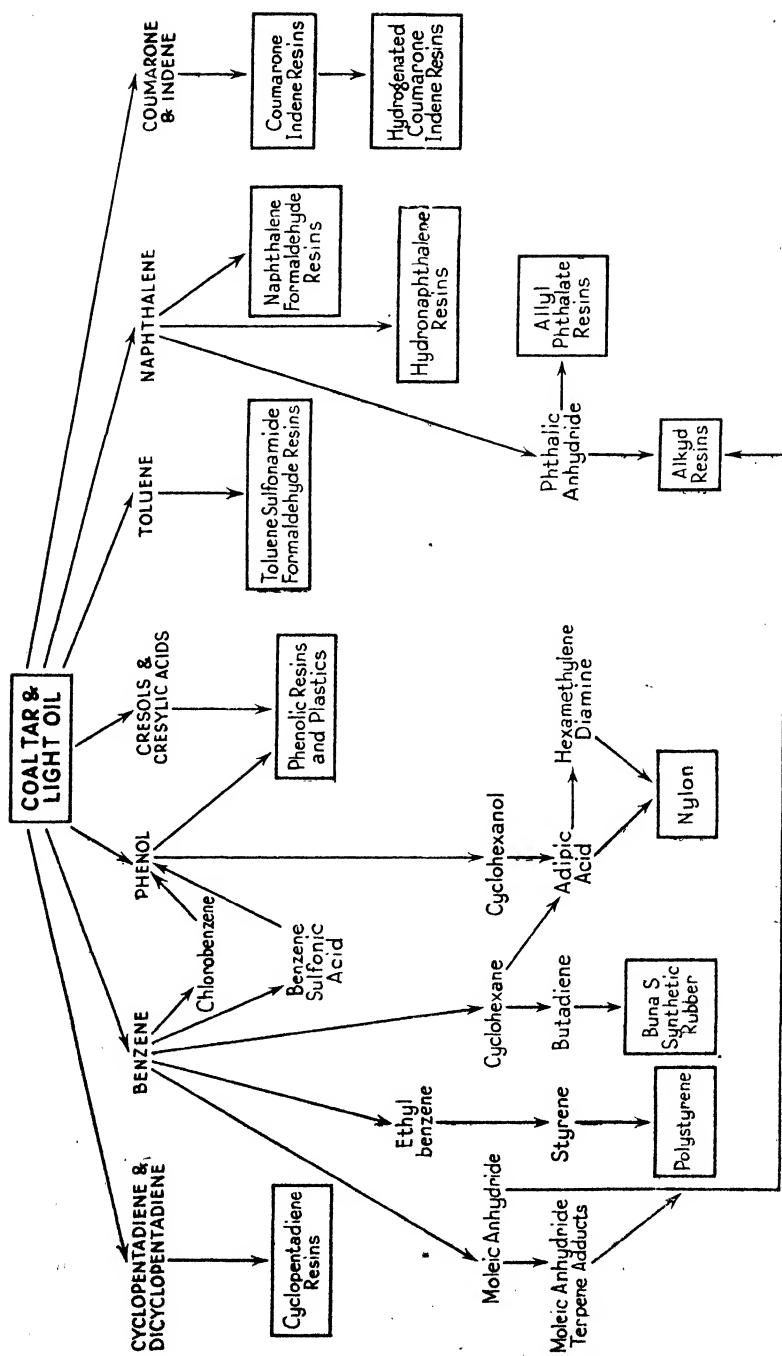 COAL TAR &
LIGHT OIL
CYCLOPENTADIENE &
DICYCLOPENTADIENE
BENZENE
PHENOL
CRESOLS &
CRESYLIC ACIDS
TOLUENE
NAPHTHALENE
COUMARONE
& INDENE
Cyclopentadiene
Resins
Chlorobenzene
Benzene
Sulfonic
Acid
Phenolic Resins
and Plastics
Toluene Sulfonamide
Formaldehyde Resins
Naphthalene
Formaldehyde
Resins
Coumarone
Indene Resins
Hydronaphthalene
Resins
Hydrogenated
Coumarone
Indene Resins
Ethyl
benzene
Moleic Anhydride
Cyclohexane
Cyclohexanol
Phthalic
Anhydride
Allyl
Phthalate
Resins
Moleic Anhydride
Terpene Adducts
Styrene
Butadiene
Adipic
Acid
Hexamethylene
Diamine
Polystyrene
Buna S
Synthetic
Rubber
Nylon
Alkyd
Resins